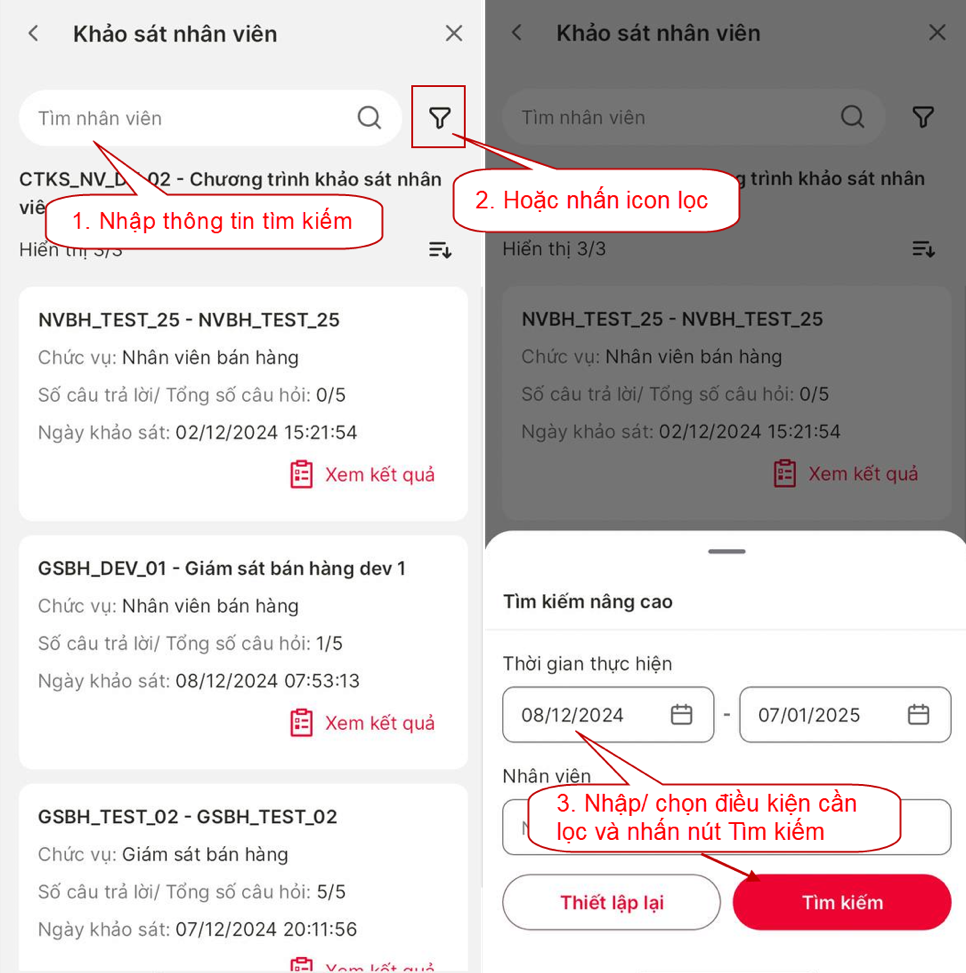 Khảo sát nhân viên
Tìm nhân viên
CTKS_NV_D 02 - Chương trình khảo sát nhân
viê
1. Nhập thông tin tìm kiếm
Hiển thị 3/3
NVBH_TEST_25 - NVBH_TEST_25
Chức vụ: Nhân viên bán hàng
Số câu trả lời/ Tổng số câu hỏi: 0/5
Ngày khảo sát: 02/12/2024 15:21:54
Xem kết quả
GSBH_DEV_01 - Giám sát bán hàng dev 1
Chức vụ: Nhân viên bán hàng
Số câu trả lời/ Tổng số câu hỏi: 1/5
Ngày khảo sát: 08/12/2024 07:53:13
Xem kết quả
GSBH_TEST_02 - GSBH_TEST_02
Chức vụ: Giám sát bán hàng
Số câu trả lời/ Tổng số câu hỏi: 5/5
Ngày khảo sát: 07/12/2024 20:11:56
Xem kết quả
Khảo sát nhân viên
Tìm nhân viên
g trình khảo sát nhân
2. Hoặc nhấn icon lọc
Hiển thị 3/3
NVBH_TEST_25 - NVBH_TEST_25
Chức vụ: Nhân viên bán hàng
Số câu trả lời/ Tổng số câu hỏi: 0/5
Ngày khảo sát: 02/12/2024 15:21:54
Xem kết quả
Tìm kiếm nâng cao
Thời gian thực hiện
08/12/2024 - 07/01/2025
Nhân viên
3. Nhập/ chọn điều kiện cần
lọc và nhấn nút Tìm kiếm
Thiết lập lại
Tìm kiếm